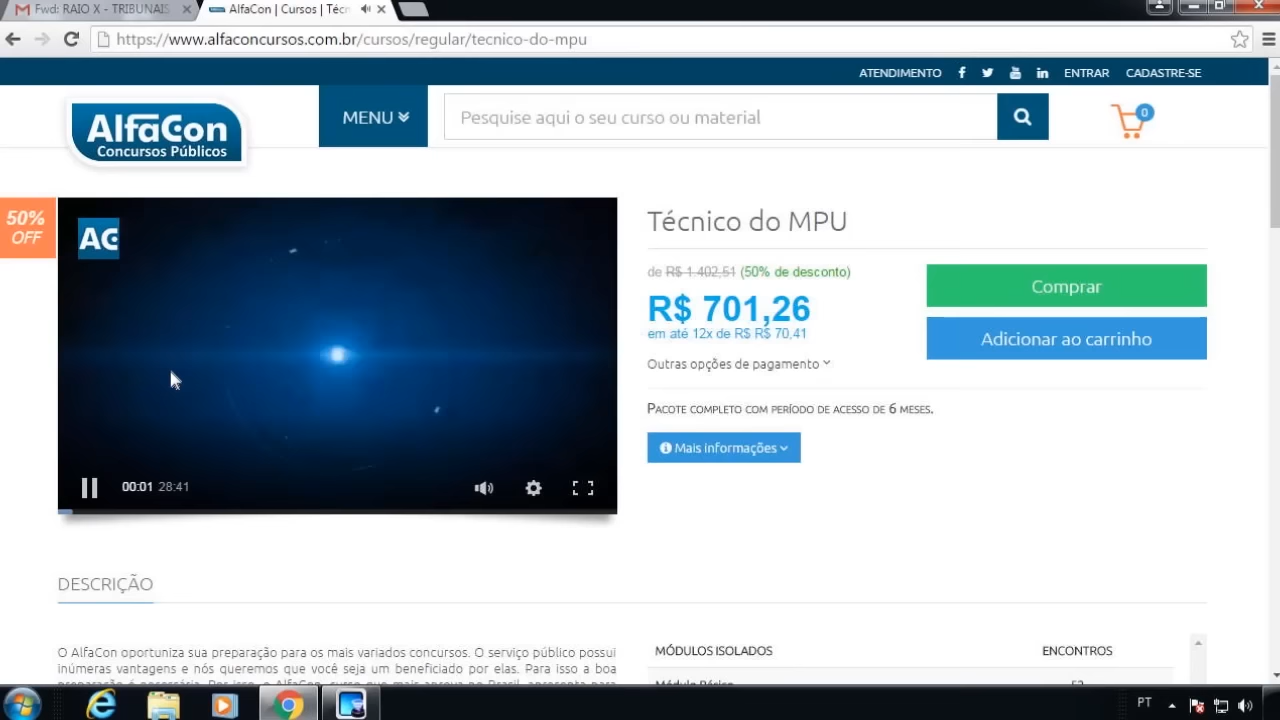 Fwd: RAIO X - TRIBUNAIS
AlfaCon | Cursos | Técn
https://www.alfaconcursos.com.br/cursos/regular/tecnico-do-mpu
ATENDIMENTO ENTRAR CADASTRE-SE
AlfaCon
Concursos Públicos
MENU
Pesquise aqui o seu curso ou material
0
50%
OFF
AC
Técnico do MPU
de R$ 1.402,51 (50% de desconto)
R$ 701,26
em até 12x de R$ R$ 70,41
Outras opções de pagamento
Comprar
Adicionar ao carrinho
Pacote completo com período de acesso de 6 meses.
Mais informações
00:01 28:41
DESCRIÇÃO
O AlfaCon oportuniza sua preparação para os mais variados concursos. O serviço público possui
inúmeras vantagens e nós queremos que você seja um beneficiado por elas. Para isso a boa
MÓDULOS ISOLADOS ENCONTROS
Módulo Básico
PT